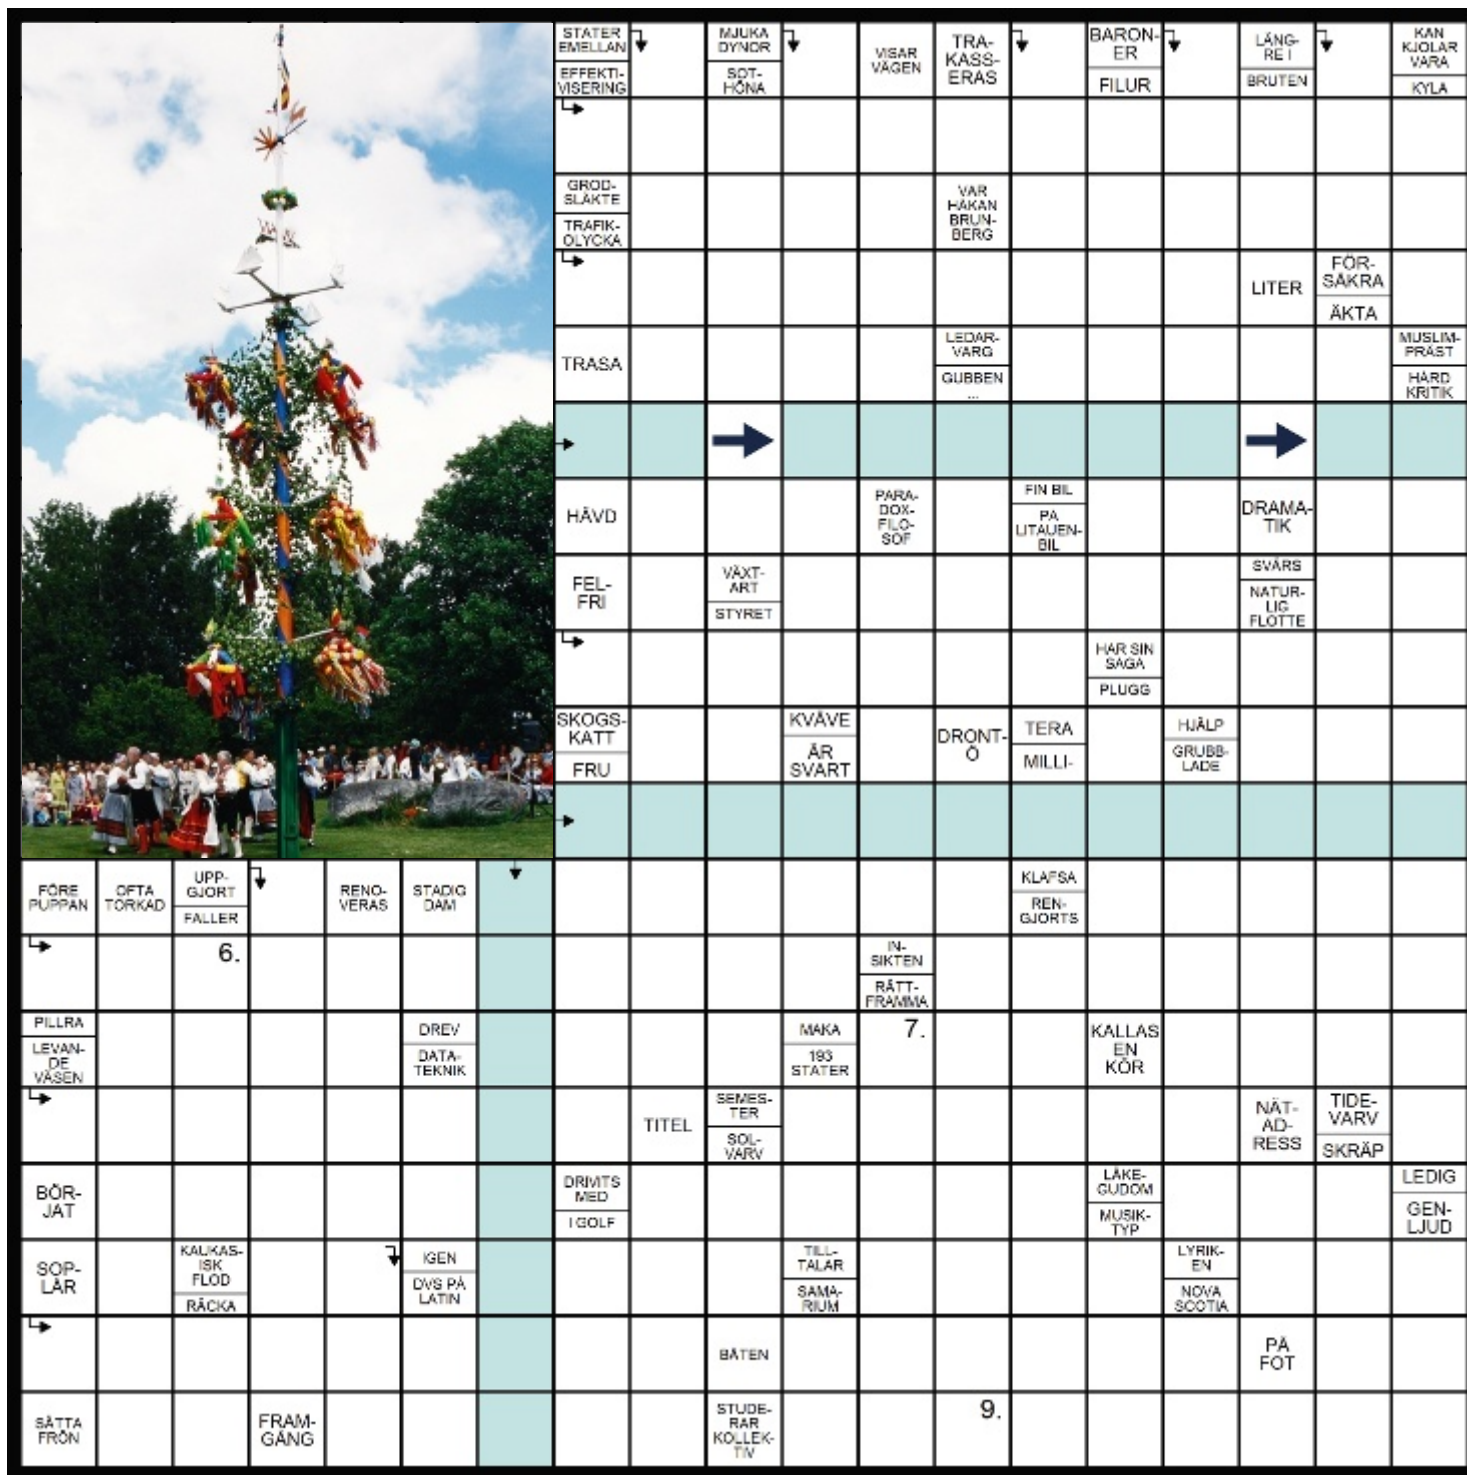 STATER
EMELLAN
EFFEKTI-
VISERING
MJUKA
DYNOR
SOT-
HÖNA
VISAR
VÄGEN
TRA-
KASS-
ERAS
BARON-
ER
FILUR
LÄNG-
RE I
BRUTEN
KAN
KJOLAR
VARA
KYLA
GROD-
SLÄKTE
TRAFIK-
OLYCKA
VAR
HÅKAN
BRUN-
BERG
LITER
FÖR-
SÄKRA
ÄKTA
TRASA
LEDAR-
VARG
GUBBEN
...
MUSLIM-
PRÄST
HÅRD
KRITIK
HÄVD
PARA-
DOX-
FILO-
SOF
FIN BIL
PÅ
LITAUEN-
BIL
DRAMA-
TIK
FEL-
FRI
VÄXT-
ART
STYRET
SVÄRS
NATUR-
LIG
FLOTTE
HAR SIN
SAGA
PLUGG
SKOGS-
KATT
FRU
KVÄVE
ÄR
SVART
DRONT-
Ö
TERA
MILLI-
HJÄLP
GRUBB-
LADE
FÖRE
PUPPAN
OFTA
TORKAD
UPP-
GJORT
FALLER
RENO-
VERAS
STADIG
DAM
KLAFSA
REN-
GJORTS
6.
IN-
SIKTEN
RÄTT-
FRAMMA
PILLRA
LEVAN-
DE
VÄSEN
DREV
DATA-
TEKNIK
MAKA
193
STATER
7.
KALLAS
EN
KÖR
TITEL
SEMES-
TER
SOL-
VARV
NÄT-
AD-
RESS
TIDE-
VARV
SKRÄP
BÖR-
JAT
DRIVITS
MED
I GOLF
LÄKE-
GUDOM
MUSIK-
TYP
LEDIG
GEN-
LJUD
SOP-
LÅR
KAUKAS-
ISK
FLOD
RÄCKA
IGEN
DVS PÅ
LATIN
TILL-
TALAR
SAMA-
RIUM
LYRIK-
EN
NOVA
SCOTIA
BÅTEN
PÅ
FOT
SÄTTA
FRÖN
FRAM-
GÅNG
STUDE-
RAR
KOLLEK-
TIV
9.